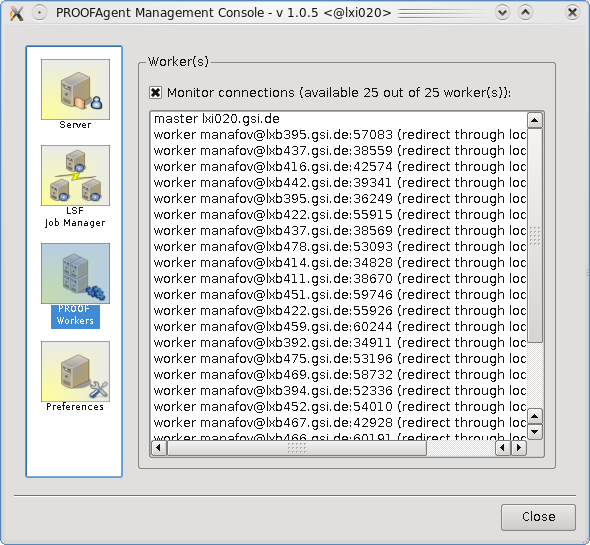 PROOFAgent Management Console - v 1.0.5 <@lxi020>
Server
LSF
Job Manager
PROOF
Workers
Preferences
Worker(s)
Monitor connections (available 25 out of 25 worker(s)):
master lxi020.gsi.de
worker manafov@lxb395.gsi.de:57083 (redirect through loc
worker manafov@lxb437.gsi.de:38559 (redirect through loc
worker manafov@lxb416.gsi.de:42574 (redirect through loc
worker manafov@lxb442.gsi.de:39341 (redirect through loc
worker manafov@lxb395.gsi.de:36249 (redirect through loc
worker manafov@lxb422.gsi.de:55915 (redirect through loc
worker manafov@lxb437.gsi.de:38569 (redirect through loc
worker manafov@lxb478.gsi.de:53093 (redirect through loc
worker manafov@lxb414.gsi.de:34828 (redirect through loc
worker manafov@lxb411.gsi.de:38670 (redirect through loc
worker manafov@lxb451.gsi.de:59746 (redirect through loc
worker manafov@lxb422.gsi.de:55926 (redirect through loc
worker manafov@lxb459.gsi.de:60244 (redirect through loc
worker manafov@lxb392.gsi.de:34911 (redirect through loc
worker manafov@lxb475.gsi.de:53196 (redirect through loc
worker manafov@lxb469.gsi.de:58732 (redirect through loc
worker manafov@lxb394.gsi.de:52336 (redirect through loc
worker manafov@lxb452.gsi.de:54010 (redirect through loc
worker manafov@lxb467.gsi.de:42928 (redirect through loc
worker manafov@lxb466.gsi.de:60191 (redirect through loc
Close